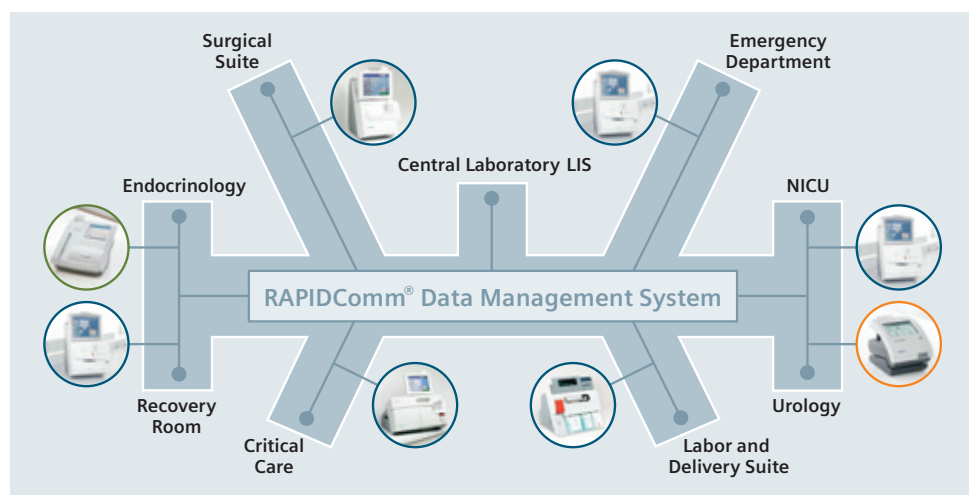 Surgical
Suite
Emergency
Department
Central Laboratory LIS
Endocrinology
NICU
RAPIDComm® Data Management System
Recovery
Room
Urology
Critical
Care
Labor and
Delivery Suite